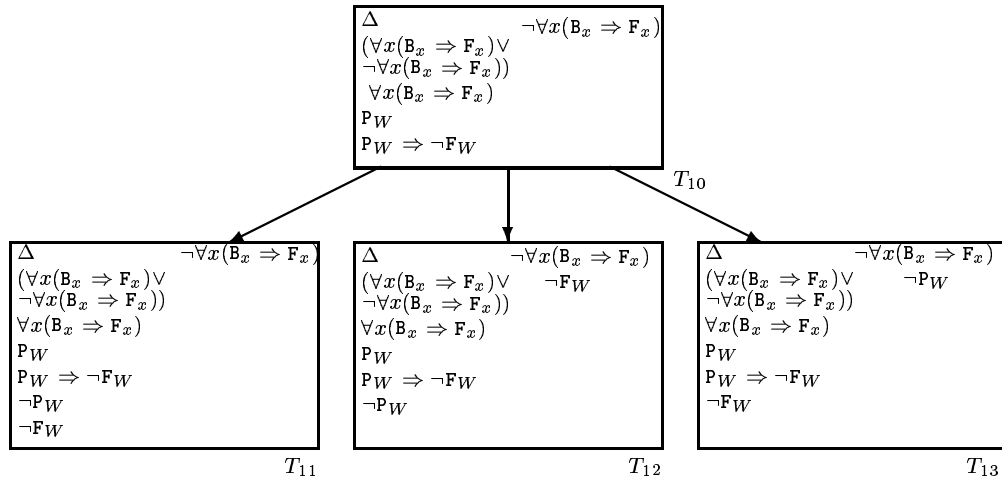 Δ ¬∀x(B_x ⇒ F_x)
(∀x(B_x ⇒ F_x)∨
¬∀x(B_x ⇒ F_x))
∀x(B_x ⇒ F_x)
P_W
P_W ⇒ ¬F_W
T_10
Δ ¬∀x(B_x ⇒ F_x)
(∀x(B_x ⇒ F_x)∨
¬∀x(B_x ⇒ F_x))
∀x(B_x ⇒ F_x)
P_W
P_W ⇒ ¬F_W
¬P_W
¬F_W
T_11
Δ ¬∀x(B_x ⇒ F_x)
(∀x(B_x ⇒ F_x)∨ ¬F_W
¬∀x(B_x ⇒ F_x))
∀x(B_x ⇒ F_x)
P_W
P_W ⇒ ¬F_W
¬P_W
T_12
Δ ¬∀x(B_x ⇒ F_x)
(∀x(B_x ⇒ F_x)∨ ¬P_W
¬∀x(B_x ⇒ F_x))
∀x(B_x ⇒ F_x)
P_W
P_W ⇒ ¬F_W
¬F_W
T_13